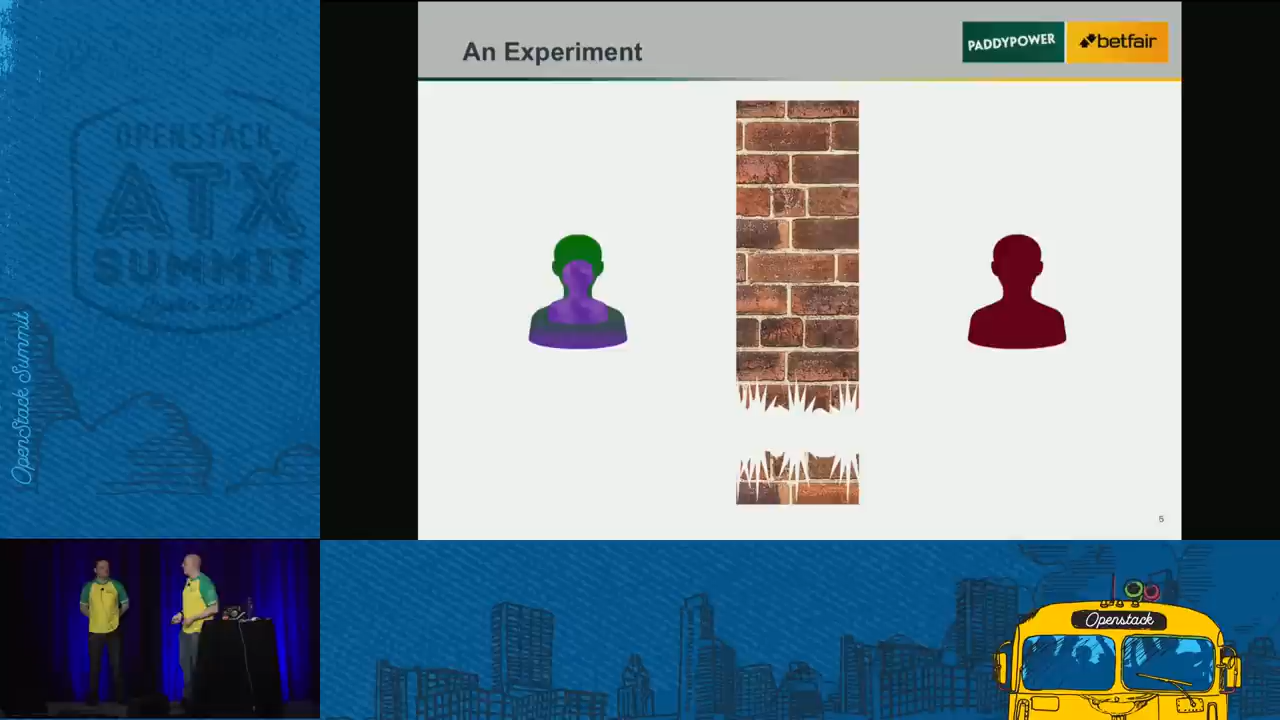 An Experiment
PADDYPOWER
betfair
5
OPENSTACK
ATX
SUMMIT
OpenStack Summit
Openstack